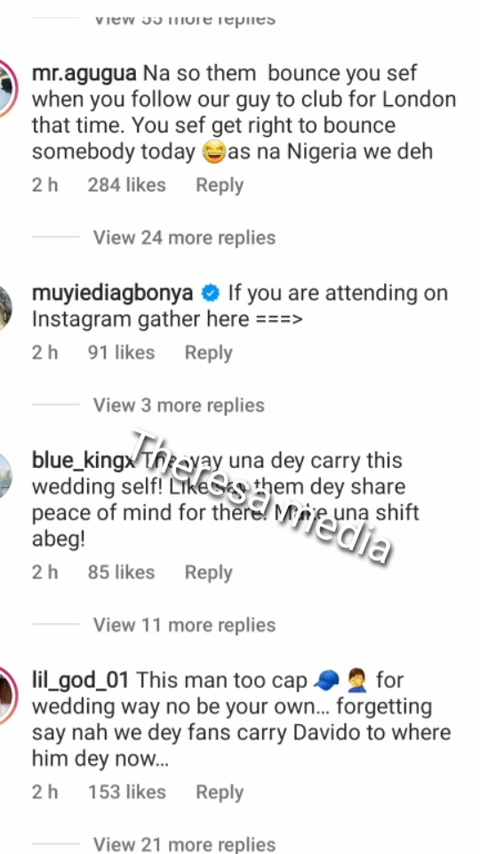 View 55 more replies
mr.agugua Na so them bounce you sef
when you follow our guy to club for London
that time. You sef get right to bounce
somebody today 😂as na Nigeria we deh
2 h 284 likes Reply
View 24 more replies
muyiediagbonya If you are attending on
Instagram gather here ===>
2 h 91 likes Reply
View 3 more replies
blue_kingx The way una dey carry this
wedding self! Like say them dey share
peace of mind for there! Make una shift
abeg!
Theresa media
2 h 85 likes Reply
View 11 more replies
lil_god_01 This man too cap 🧢 🤦‍♂️ for
wedding way no be your own... forgetting
say nah we dey fans carry Davido to where
him dey now...
2 h 153 likes Reply
View 21 more replies